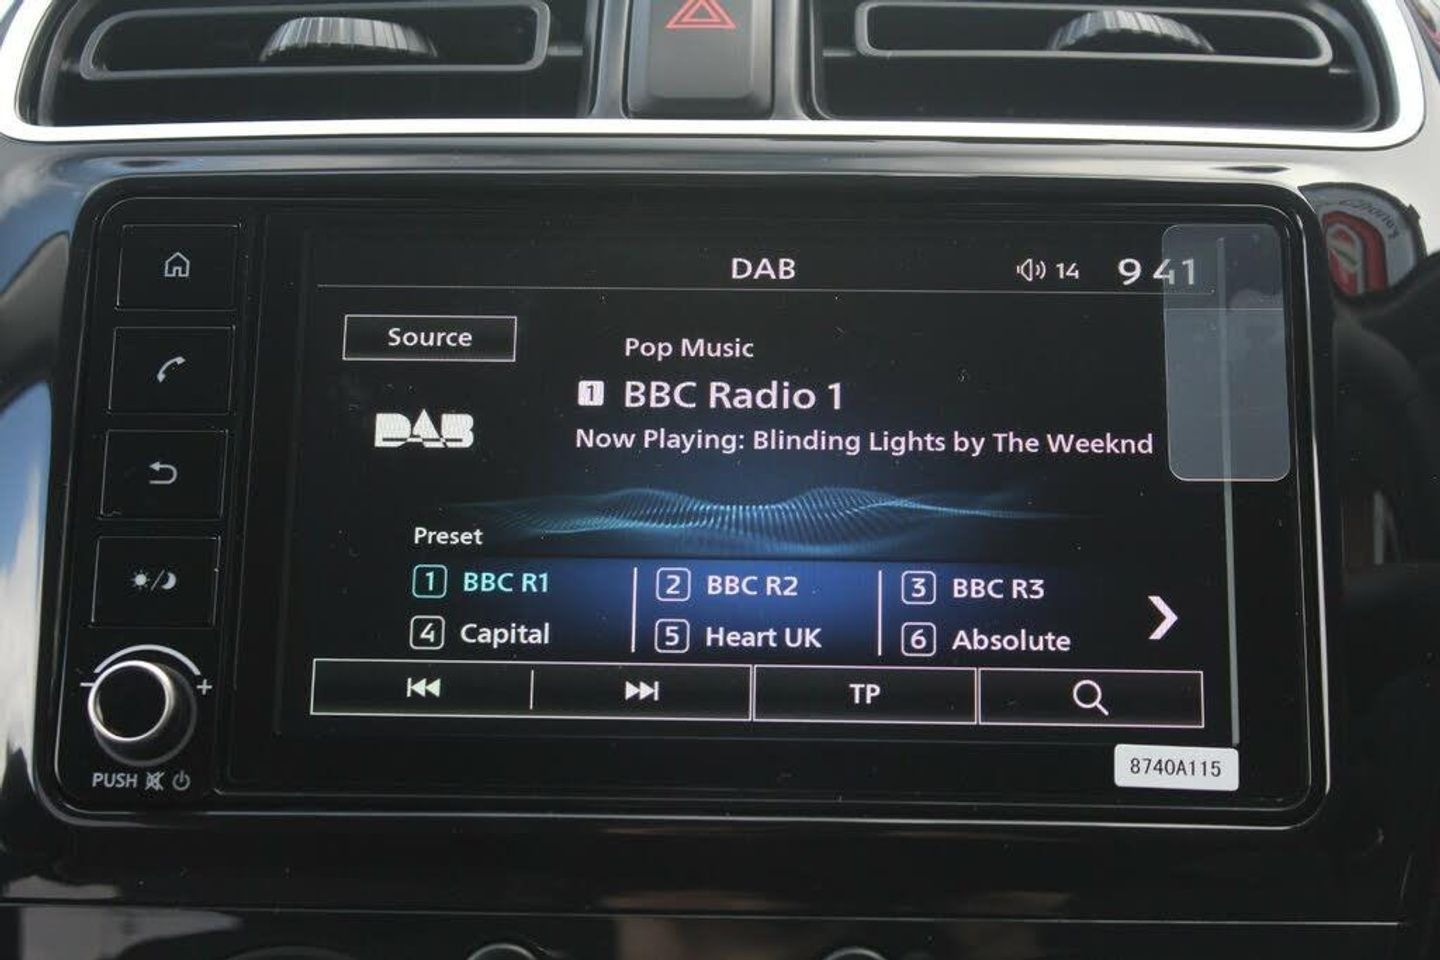 DAB
14
9 41
Source
Pop Music
1 BBC Radio 1
DAB
Now Playing: Blinding Lights by The Weeknd
Preset
1 BBC R1
2 BBC R2
3 BBC R3
4 Capital
5 Heart UK
6 Absolute
TP
- +
PUSH
8740A115